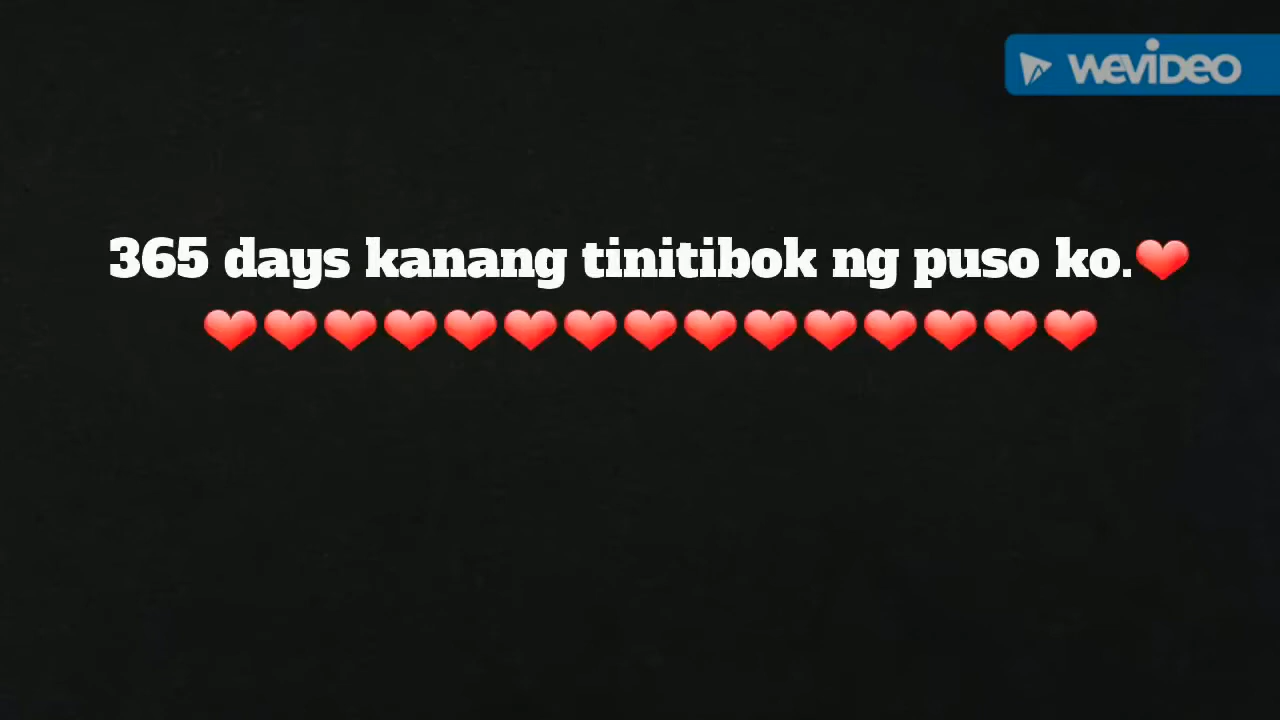 WEVIDEO
365 days kanang tinitibok ng puso ko.❤
❤❤❤❤❤❤❤❤❤❤❤❤❤❤❤